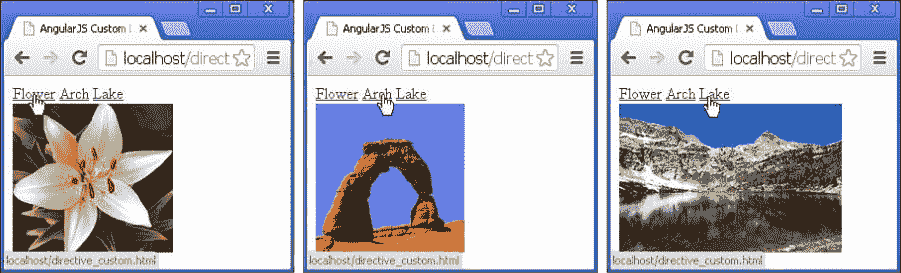 AngularJS Custom
localhost/direct
Flower Arch Lake
localhost/directive_custom.html
AngularJS Custom
localhost/direct
Flower Arch Lake
localhost/directive_custom.html
AngularJS Custom
localhost/direct
Flower Arch Lake
localhost/directive_custom.html